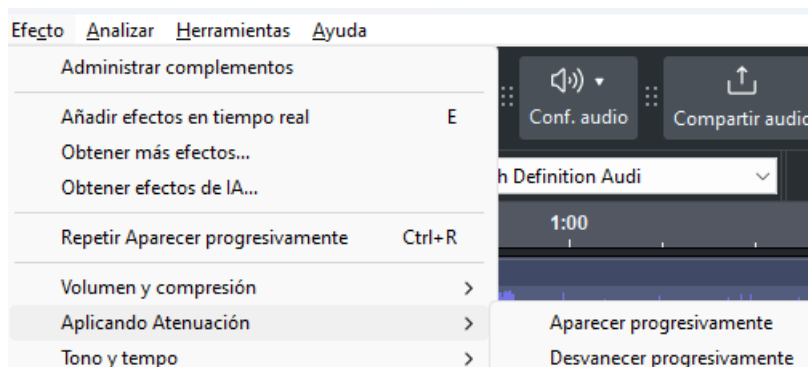 Efecto Analizar Herramientas Ayuda
Administrar complementos
Añadir efectos en tiempo real E
Obtener más efectos...
Obtener efectos de IA...
Repetir Aparecer progresivamente Ctrl+R
Volumen y compresión
Aplicando Atenuación
Tono y tempo
Conf. audio
Compartir audio
h Definition Audi
1:00
Aparecer progresivamente
Desvanecer progresivamente